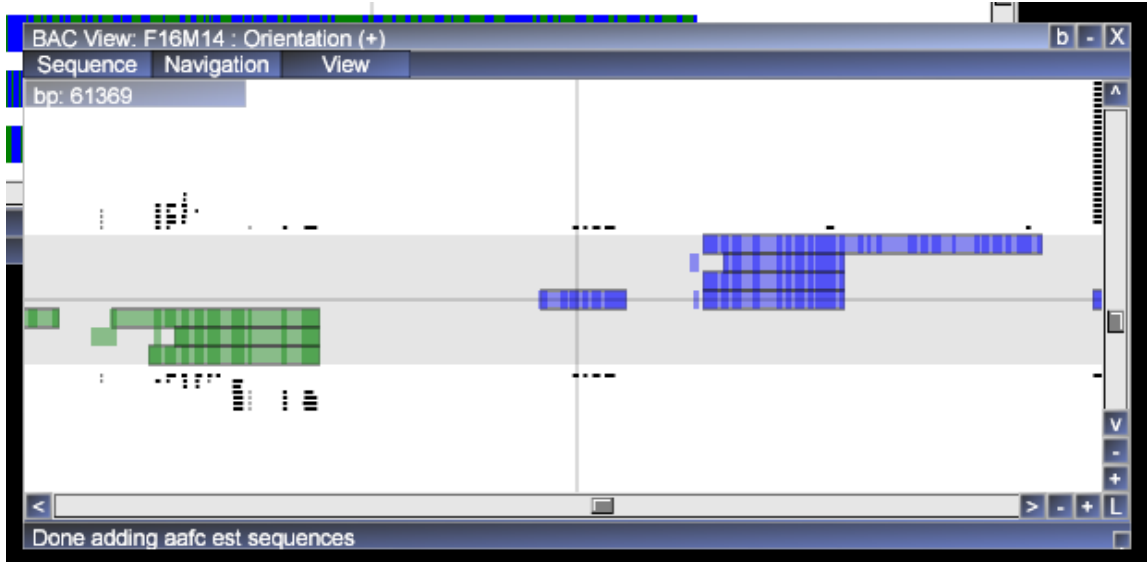 BAC View: F16M14 : Orientation (+)
b - X
Sequence Navigation View
bp: 61369
^
v
-
+
< > - + L
Done adding aafc est sequences